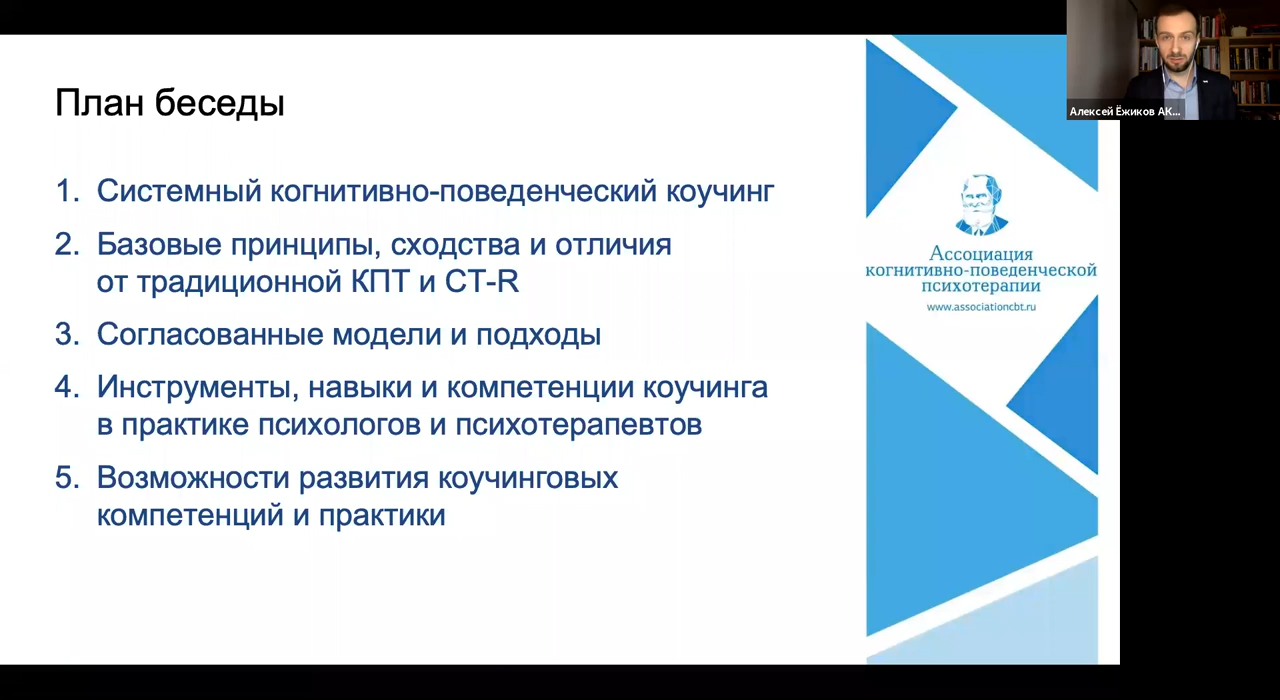 План беседы
1. Системный когнитивно-поведенческий коучинг
2. Базовые принципы, сходства и отличия
от традиционной КПТ и CT-R
3. Согласованные модели и подходы
4. Инструменты, навыки и компетенции коучинга
в практике психологов и психотерапевтов
5. Возможности развития коучинговых
компетенций и практики
Ассоциация
когнитивно-поведенческой
психотерапии
www.associationcbt.ru
Алексей Ёжиков АК...